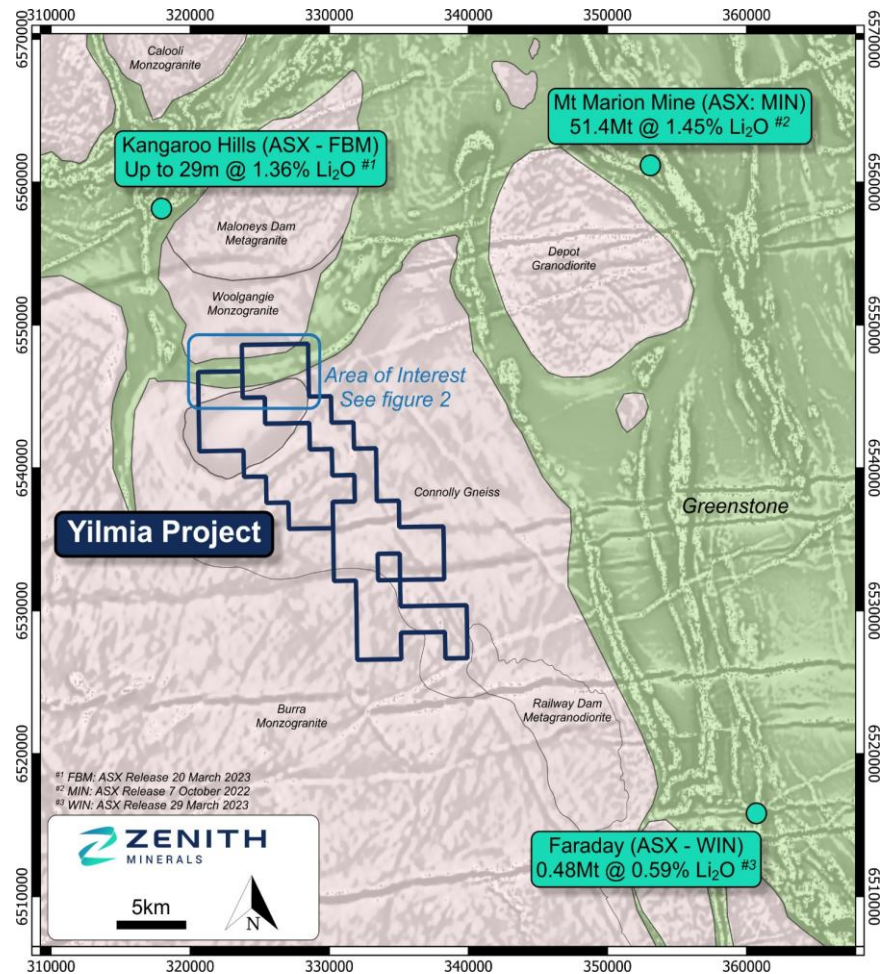 310000 320000 330000 340000 350000 360000
6570000
6570000
Calooli
Monzogranite
Mt Marion Mine (ASX: MIN)
51.4Mt @ 1.45% Li₂O #2
Kangaroo Hills (ASX - FBM)
Up to 29m @ 1.36% Li₂O #1
6560000
6560000
Maloneys Dam
Metagranite
Depot
Granodiorite
Woolgangie
Monzogranite
6550000
6550000
Area of Interest
See figure 2
6540000
6540000
Connolly Gneiss
Greenstone
Yilmia Project
6530000
6530000
Burra
Monzogranite
Railway Dam
Metagranodiorite
6520000
6520000
#1 FBM: ASX Release 20 March 2023
#2 MIN: ASX Release 7 October 2022
#3 WIN: ASX Release 29 March 2023
ZENITH
MINERALS
5km
N
Faraday (ASX - WIN)
0.48Mt @ 0.59% Li₂O #3
6510000
6510000
310000 320000 330000 340000 350000 360000